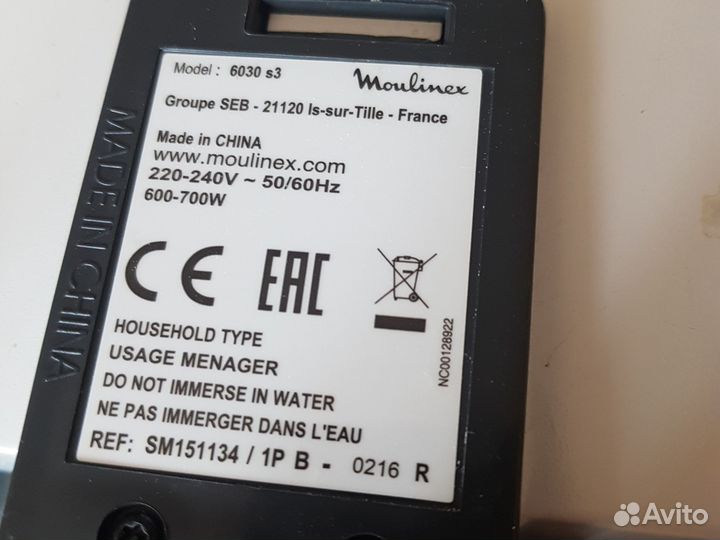 Model : 6030 s3
Moulinex
Groupe SEB - 21120 Is-sur-Tille - France
Made in CHINA
www.moulinex.com
220-240V ~ 50/60Hz
600-700W
CE EAC
HOUSEHOLD TYPE
USAGE MENAGER
DO NOT IMMERSE IN WATER
NE PAS IMMERGER DANS L'EAU
REF: SM151134 / 1P B - 0216 R
NC00128922
MADE IN CHINA
Avito